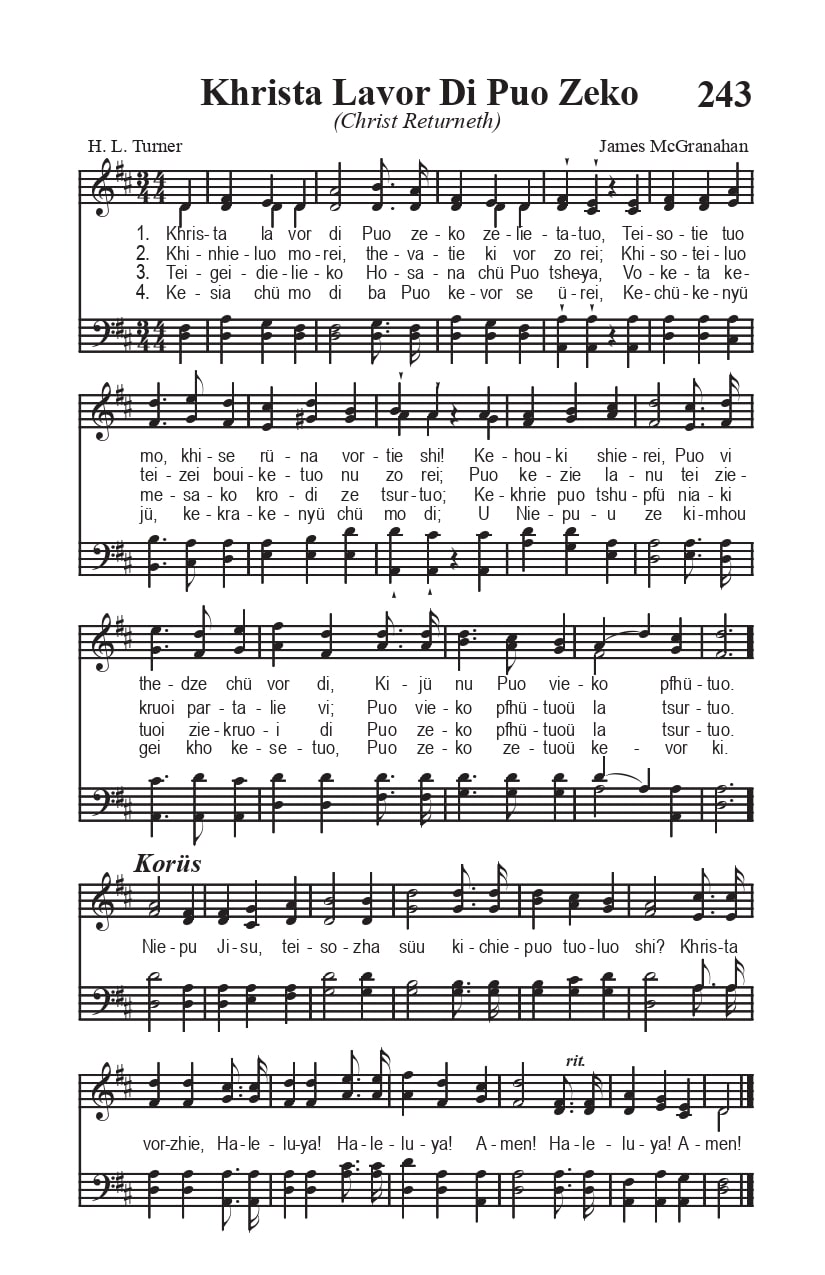 Khrista Lavor Di Puo Zeko 243
(Christ Returneth)
H. L. Turner James McGranahan
1. Khris-ta la vor di Puo ze - ko ze - lie - ta-tuo, Tei-so-tie tuo
2. Khi-nhie-luo mo-rei, the-va-tie ki vor zo rei; Khi-so-tei-luo
3. Tei-gei-die-lie-ko Ho-sa-na chü Puo tshe-ya, Vo-ke-ta ke-
4. Ke-sia chü mo di ba Puo ke-vor se ü-rei, Ke-chü-ke-nyü
mo, khi-se rü-na vor-tie shi! Ke-hou-ki shie-rei, Puo vi
tei-zei boui-ke-tuo nu zo rei; Puo ke-zie la-nu tei zie-
me-sa-ko kro-di ze tsur-tuo; Ke-khrie puo tshu-pfü nia-ki
jü, ke-kra-ke-nyü chü mo di; U Nie-pu-u ze ki-mhou
the-dze chü vor di, Ki-jü nu Puo vie-ko pfhü-tuo.
kruoi par-ta-lie vi; Puo vie-ko pfhü-tuoü la tsur-tuo.
tuoi zie-kruo-i di Puo ze-ko pfhü-tuoü la tsur-tuo.
gei kho ke-se-tuo, Puo ze-ko ze-tuoü ke-vor ki.
Korüs
Nie-pu Ji-su, tei-so-zha süu ki-chie-puo tuo-luo shi? Khris-ta
rit.
vor-zhie, Ha-le-lu-ya! Ha-le-lu-ya! A-men! Ha-le-lu-ya! A-men!